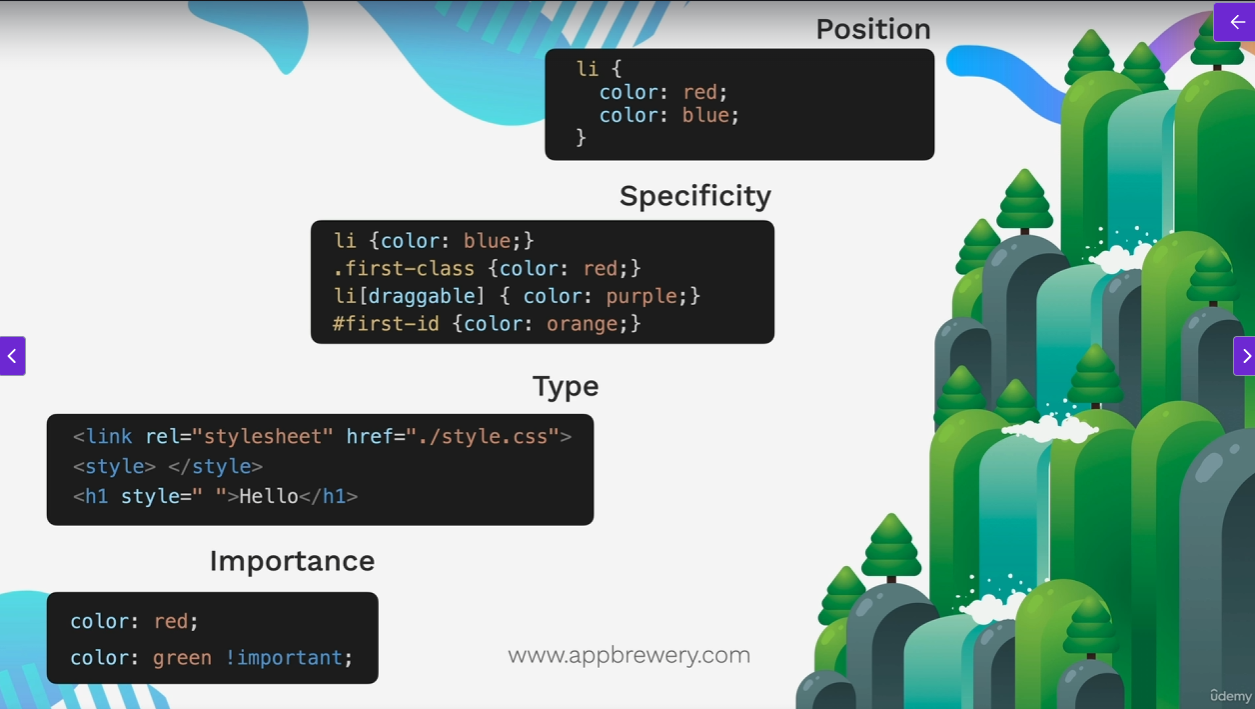 Position
li {
  color: red;
  color: blue;
}
Specificity
li {color: blue;}
.first-class {color: red;}
li[draggable] { color: purple;}
#first-id {color: orange;}
Type
<link rel="stylesheet" href="./style.css">
<style> </style>
<h1 style=" ">Hello</h1>
Importance
color: red;
color: green !important;
www.appbrewery.com
ûdemy